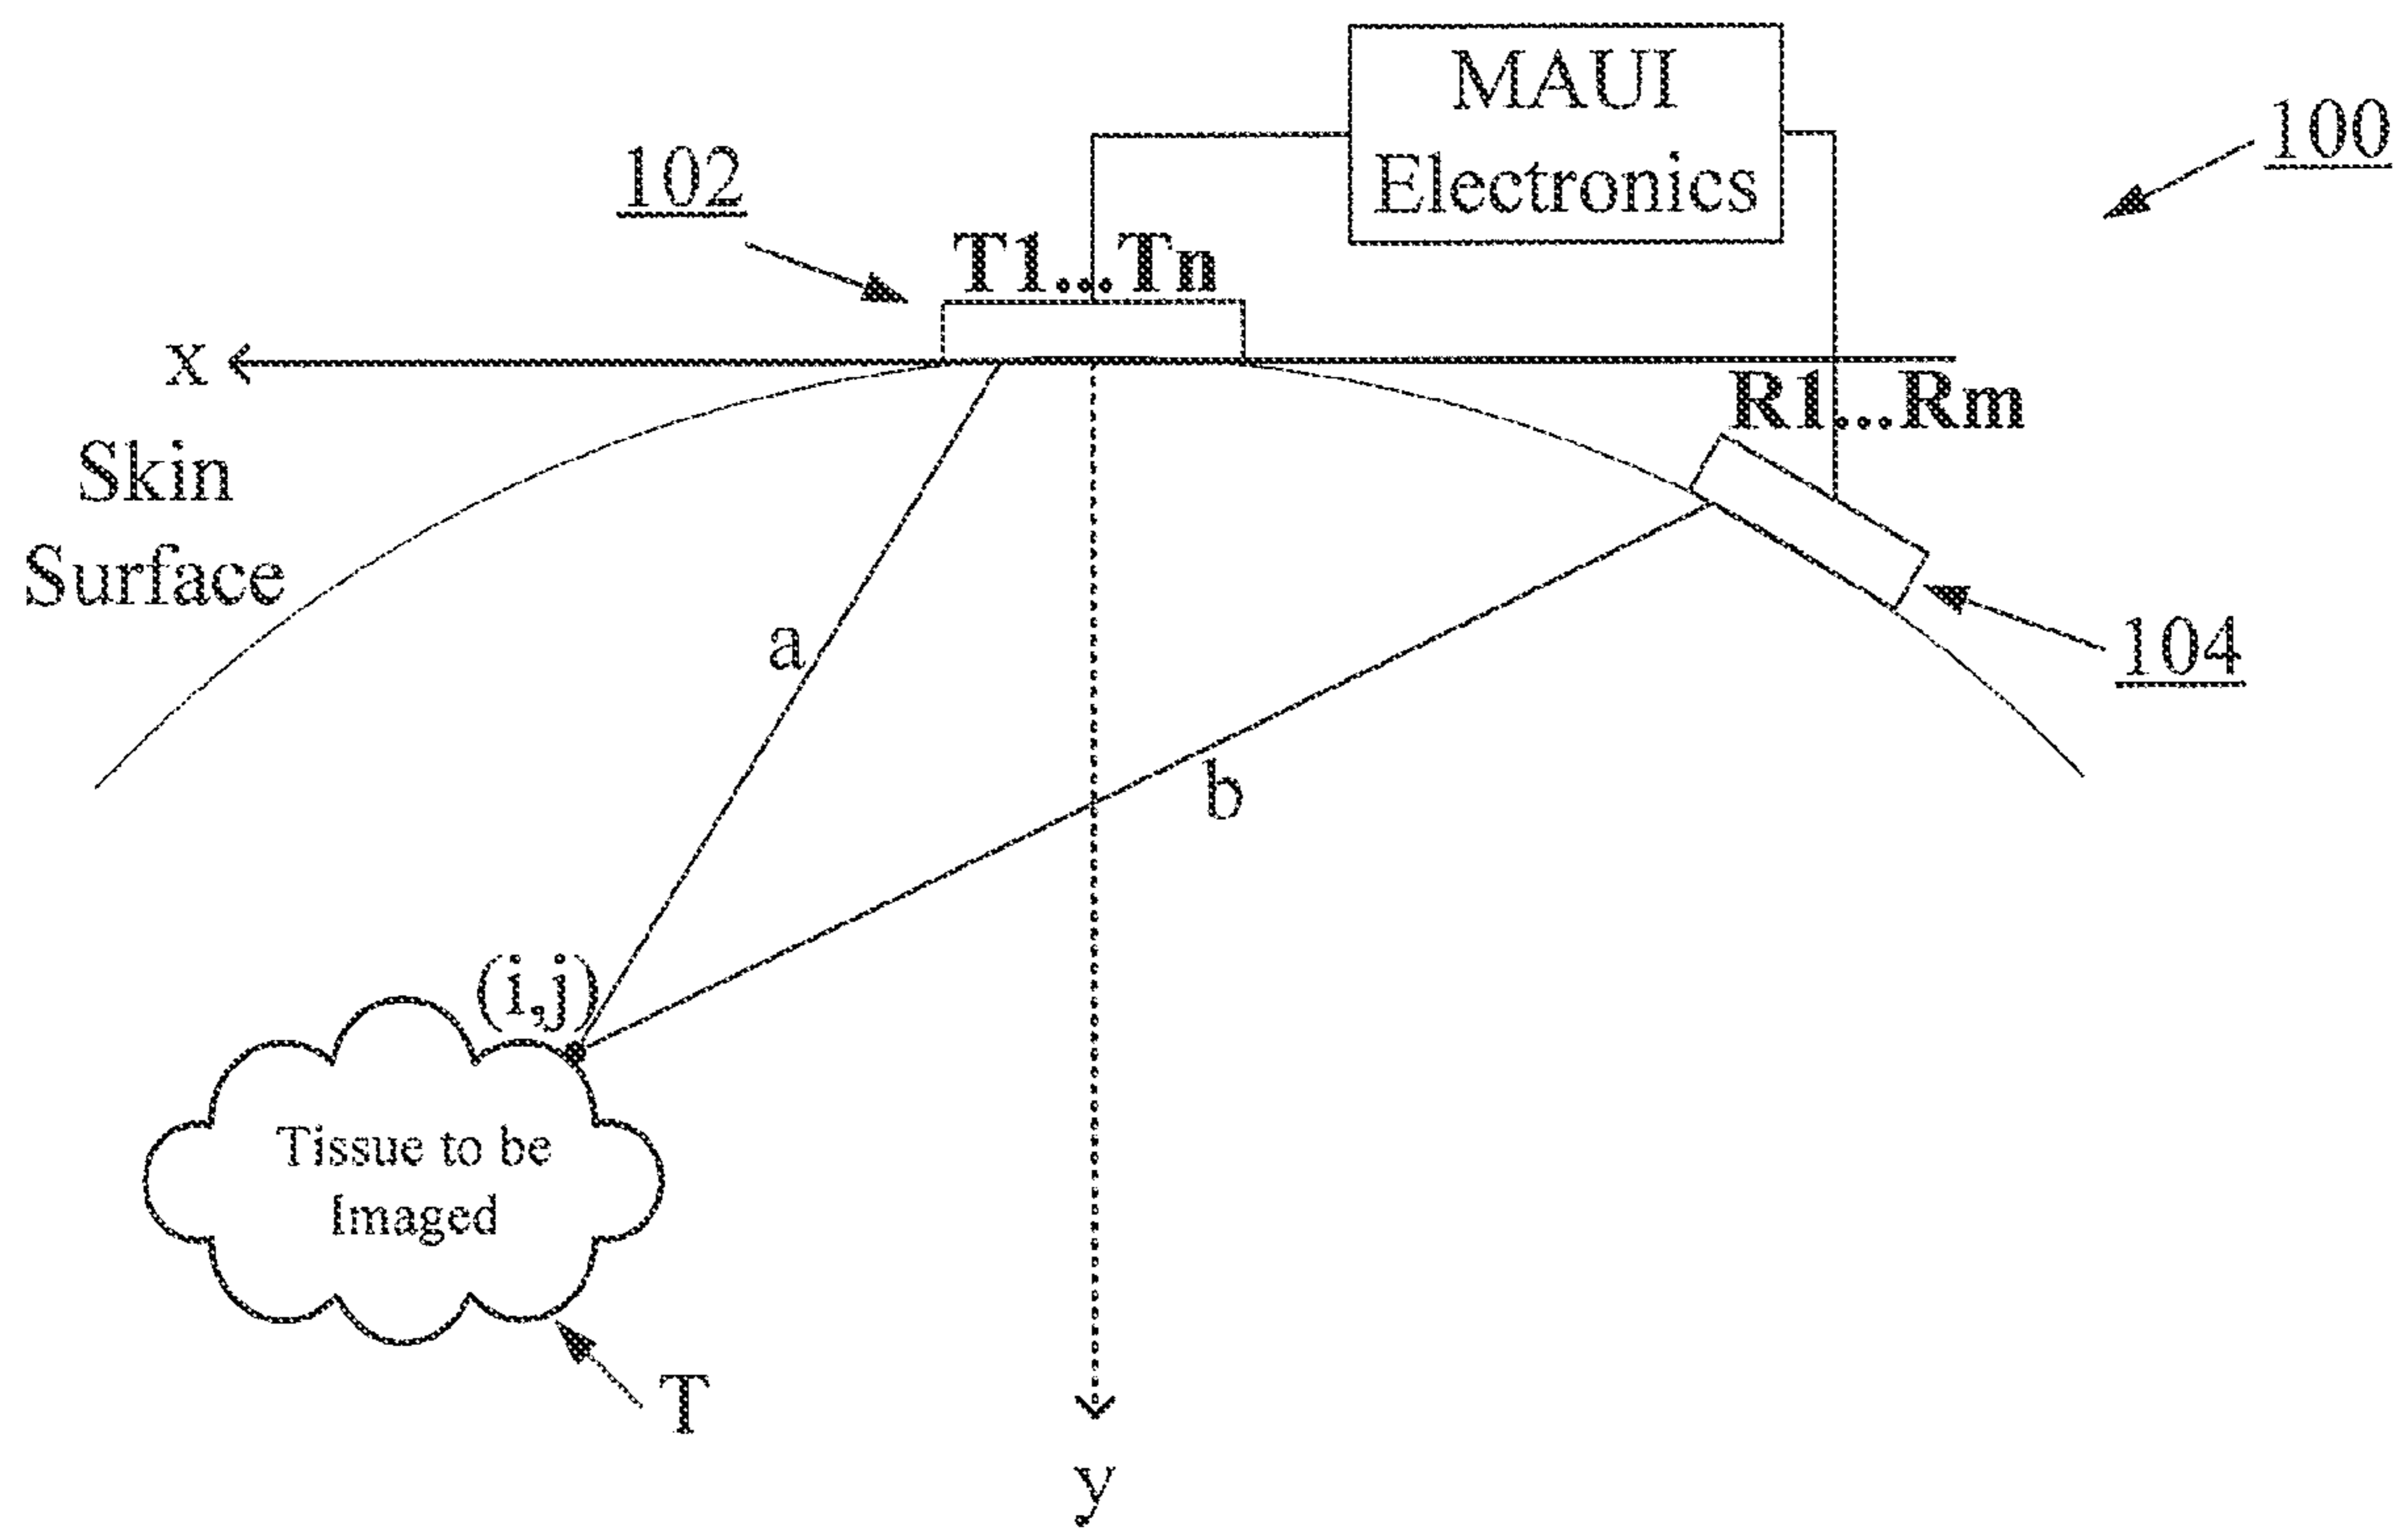 MAUI
Electronics
100
102
T1...Tn
x
R1...Rm
Skin
Surface
a
104
b
(i,j)
Tissue to be
Imaged
T
y